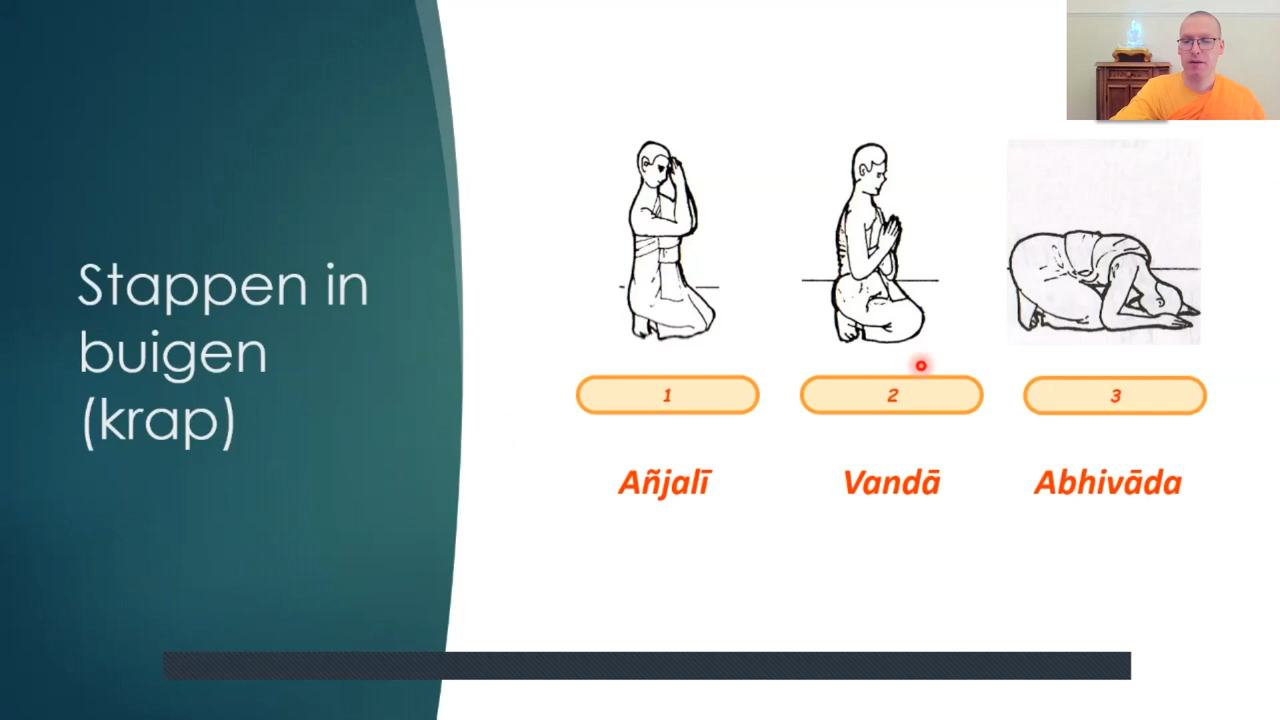 Stappen in
buigen
(krap)
1
2
3
Añjalī
Vandā
Abhivāda